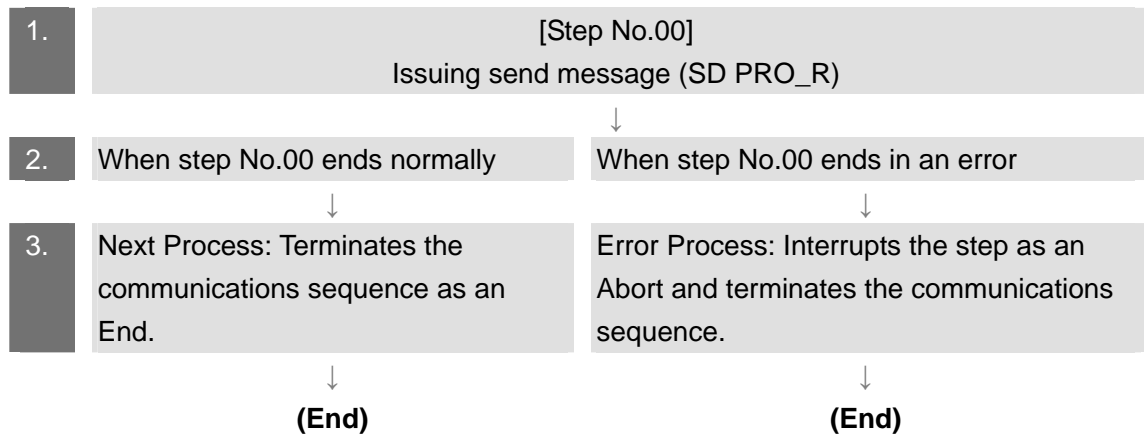 1.
[Step No.00]
Issuing send message (SD PRO_R)
↓
2.
When step No.00 ends normally
When step No.00 ends in an error
↓
↓
3.
Next Process: Terminates the
communications sequence as an
End.
Error Process: Interrupts the step as an
Abort and terminates the communications
sequence.
↓
↓
(End)
(End)